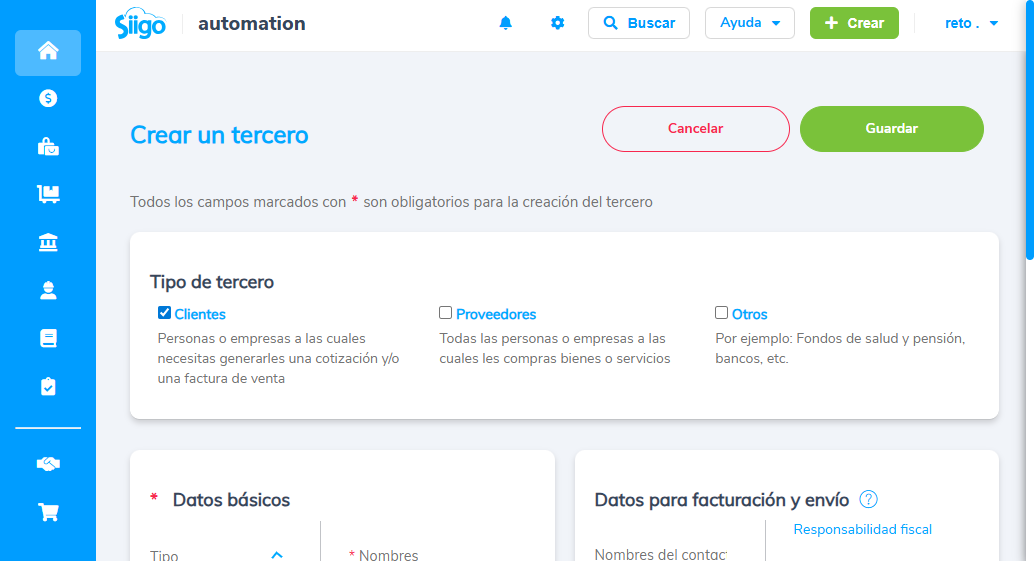 Siigo
automation
Buscar
Ayuda
Crear
reto .
Crear un tercero
Cancelar
Guardar
Todos los campos marcados con * son obligatorios para la creación del tercero
Tipo de tercero
Clientes
Personas o empresas a las cuales
necesitas generarles una cotización y/o
una factura de venta
Proveedores
Todas las personas o empresas a las
cuales les compras bienes o servicios
Otros
Por ejemplo: Fondos de salud y pensión,
bancos, etc.
* Datos básicos
Tipo
* Nombres
Datos para facturación y envío ?
Nombres del contac
Responsabilidad fiscal